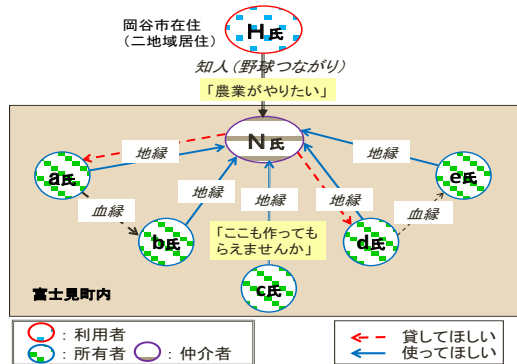 岡谷市在住
(二地域居住)
H氏
知人(野球つながり)
「農業がやりたい」
N氏
地縁
地縁
地縁
a氏
e氏
地縁
地縁
地縁
地縁
血縁
血縁
b氏
d氏
「ここも作っても
らえませんか」
c氏
富士見町内
：利用者
：所有者
：仲介者
貸してほしい
使ってほしい